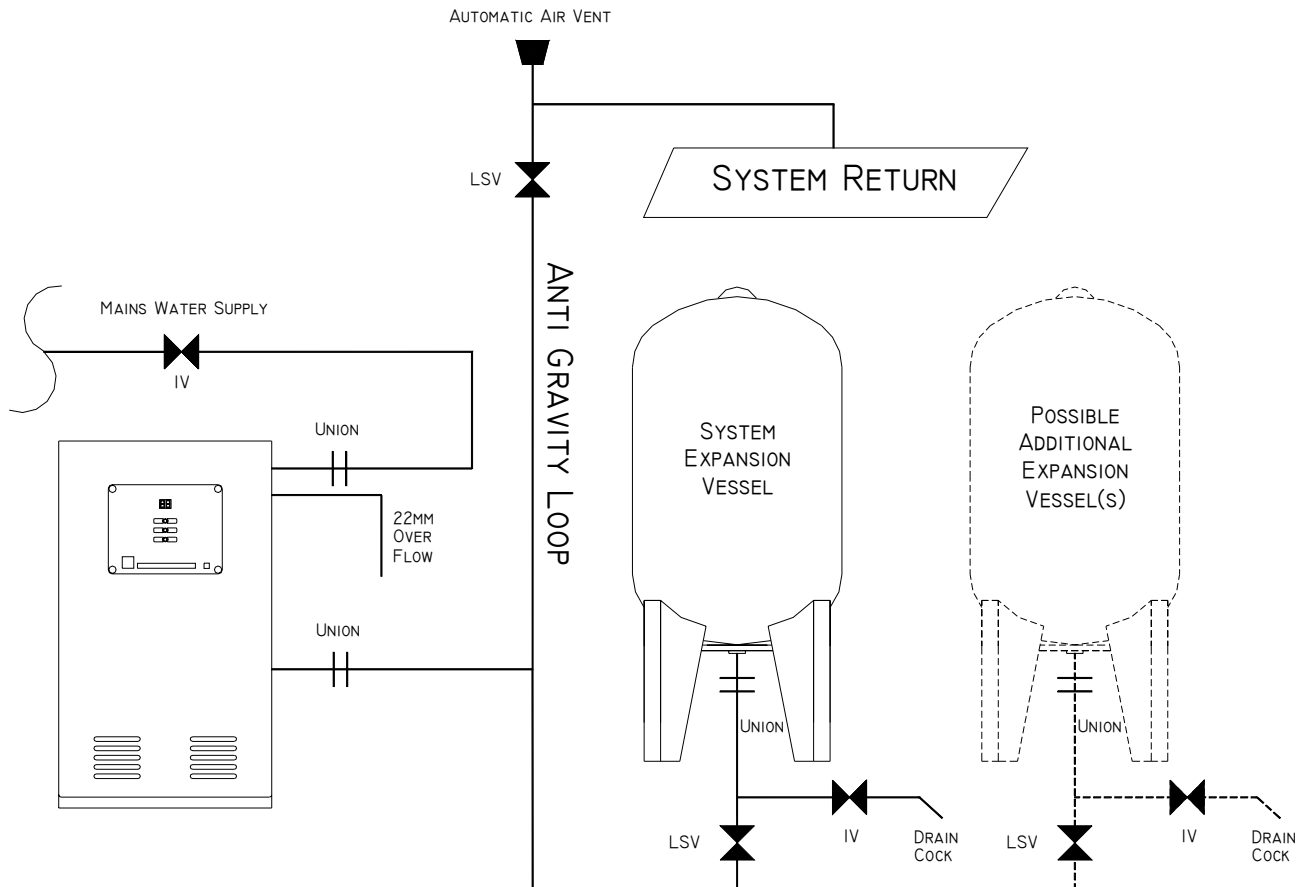 Automatic Air Vent
LSV
System Return
Anti Gravity Loop
Mains Water Supply
IV
Union
22mm
Over
Flow
Union
System
Expansion
Vessel
Possible
Additional
Expansion
Vessel(s)
Union
Union
LSV
IV
Drain
Cock
LSV
IV
Drain
Cock